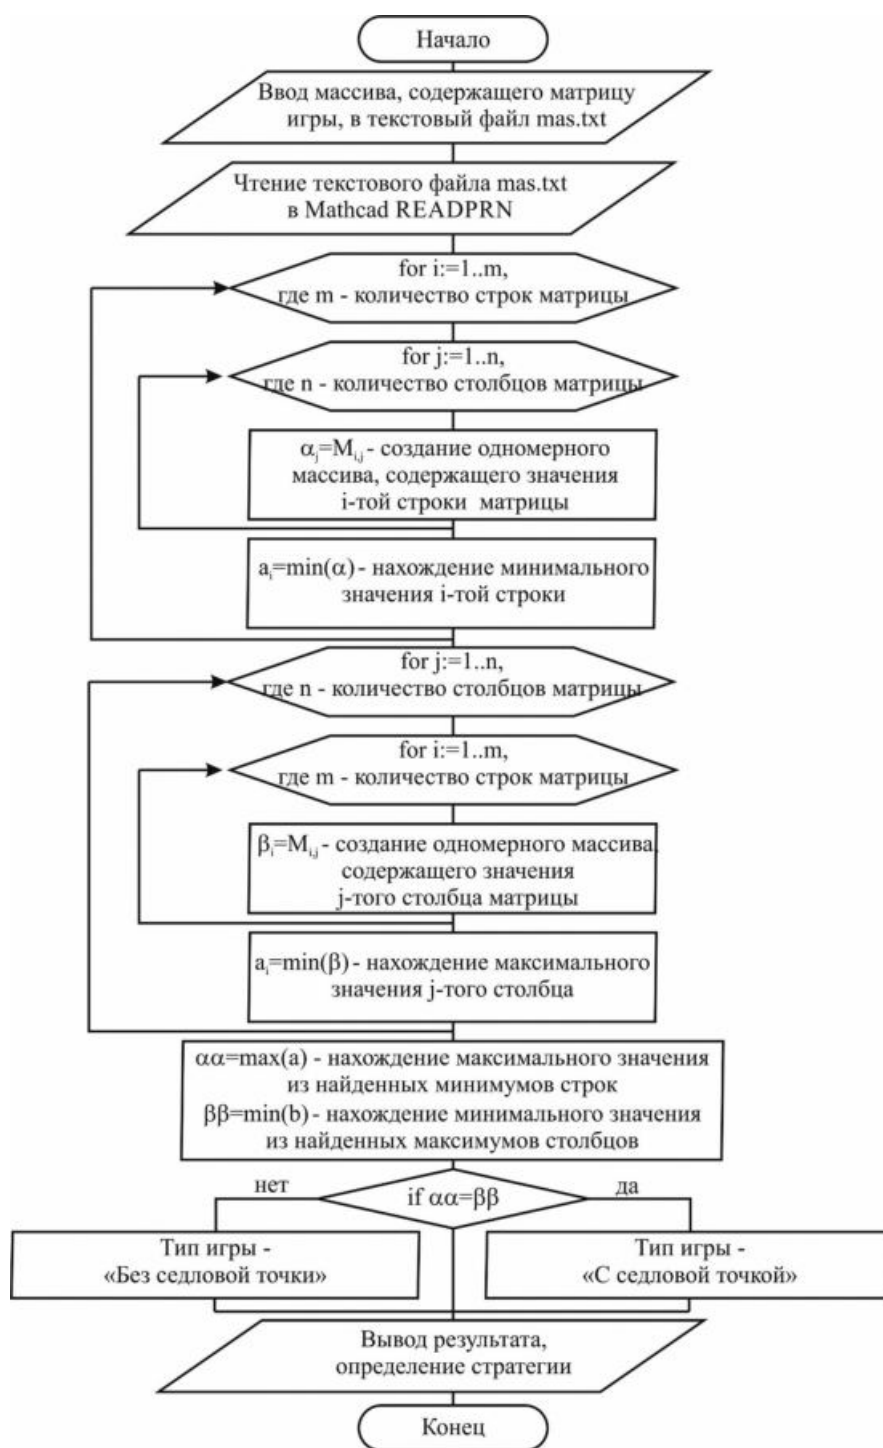 Начало
Ввод массива, содержащего матрицу
игры, в текстовый файл mas.txt
Чтение текстового файла mas.txt
в Mathcad READPRN
for i:=1..m,
где m - количество строк матрицы
for j:=1..n,
где n - количество столбцов матрицы
αj=Mi,j - создание одномерного
массива, содержащего значения
i-той строки матрицы
ai=min(α) - нахождение минимального
значения i-той строки
for j:=1..n,
где n - количество столбцов матрицы
for i:=1..m,
где m - количество строк матрицы
βi=Mi,j - создание одномерного массива,
содержащего значения
j-того столбца матрицы
ai=min(β) - нахождение максимального
значения j-того столбца
αα=max(a) - нахождение максимального значения
из найденных минимумов строк
ββ=min(b) - нахождение минимального значения
из найденных максимумов столбцов
нет
if αα=ββ
да
Тип игры -
«Без седловой точки»
Тип игры -
«С седловой точкой»
Вывод результата,
определение стратегии
Конец